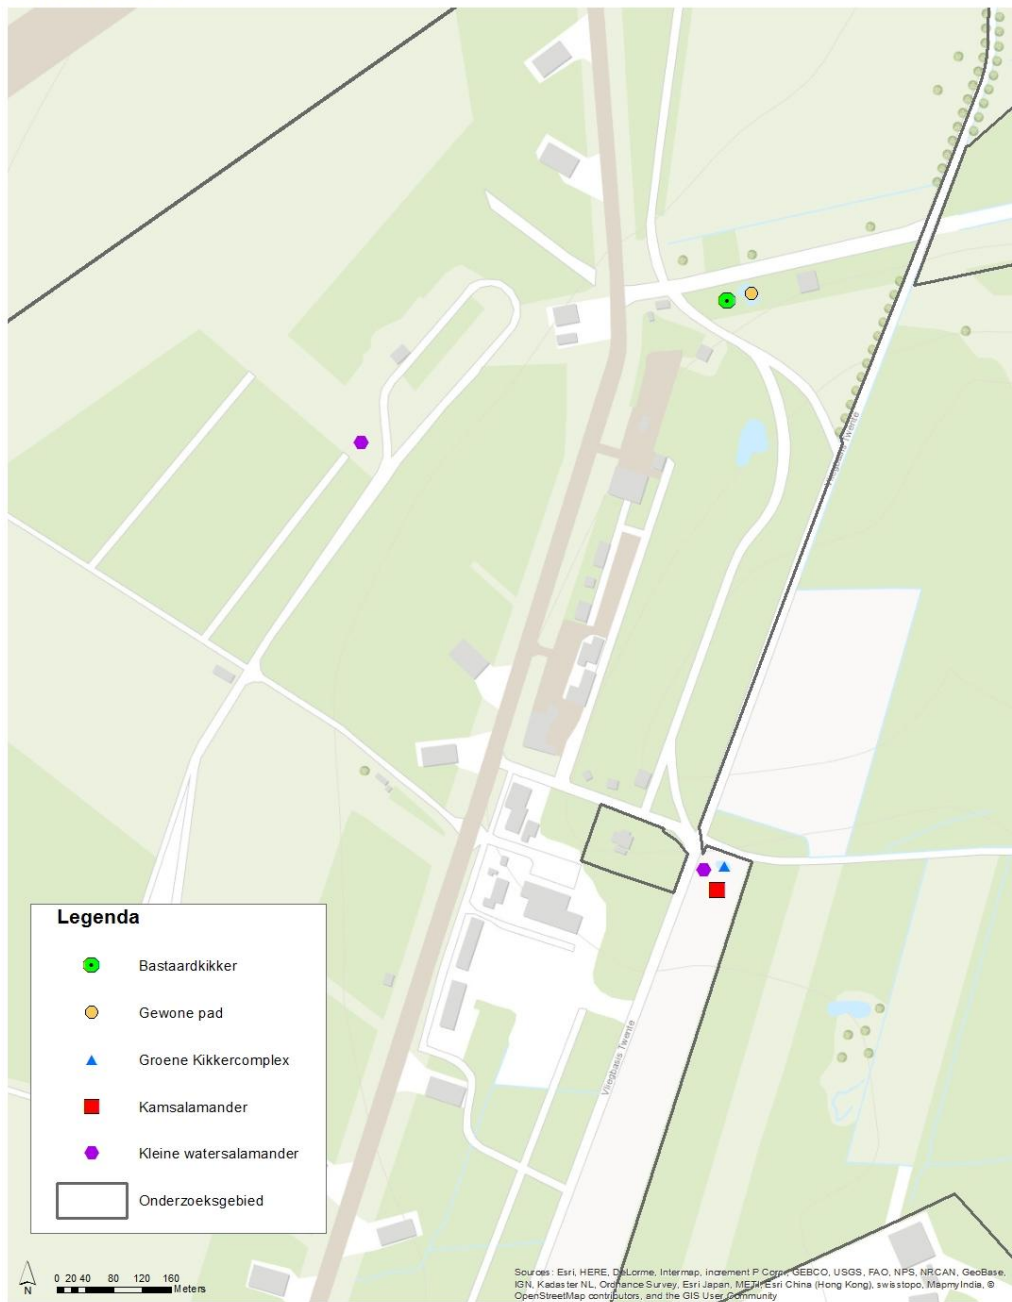 Vliegbasis Twente
Vliegbasis Twente
Legenda
Bastaardkikker
Gewone pad
Groene Kikkercomplex
Kamsalamander
Kleine watersalamander
Onderzoeksgebied
N
0 20 40 80 120 160
Meters
Sources: Esri, HERE, DeLorme, Intermap, increment P Corp., GEBCO, USGS, FAO, NPS, NRCAN, GeoBase,
IGN, Kadaster NL, Ordnance Survey, Esri Japan, METI, Esri China (Hong Kong), swisstopo, MapmyIndia, ©
OpenStreetMap contributors, and the GIS User Community